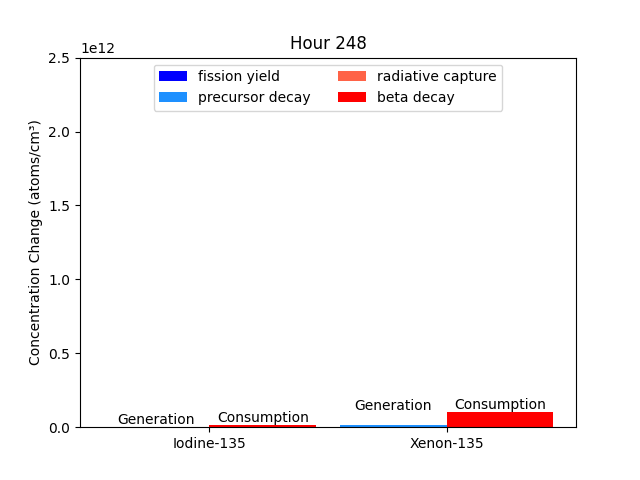 Hour 248
1e12
2.5
2.0
1.5
1.0
0.5
0.0
Concentration Change (atoms/cm³)
fission yield
precursor decay
radiative capture
beta decay
Generation
Consumption
Generation
Consumption
Iodine-135
Xenon-135